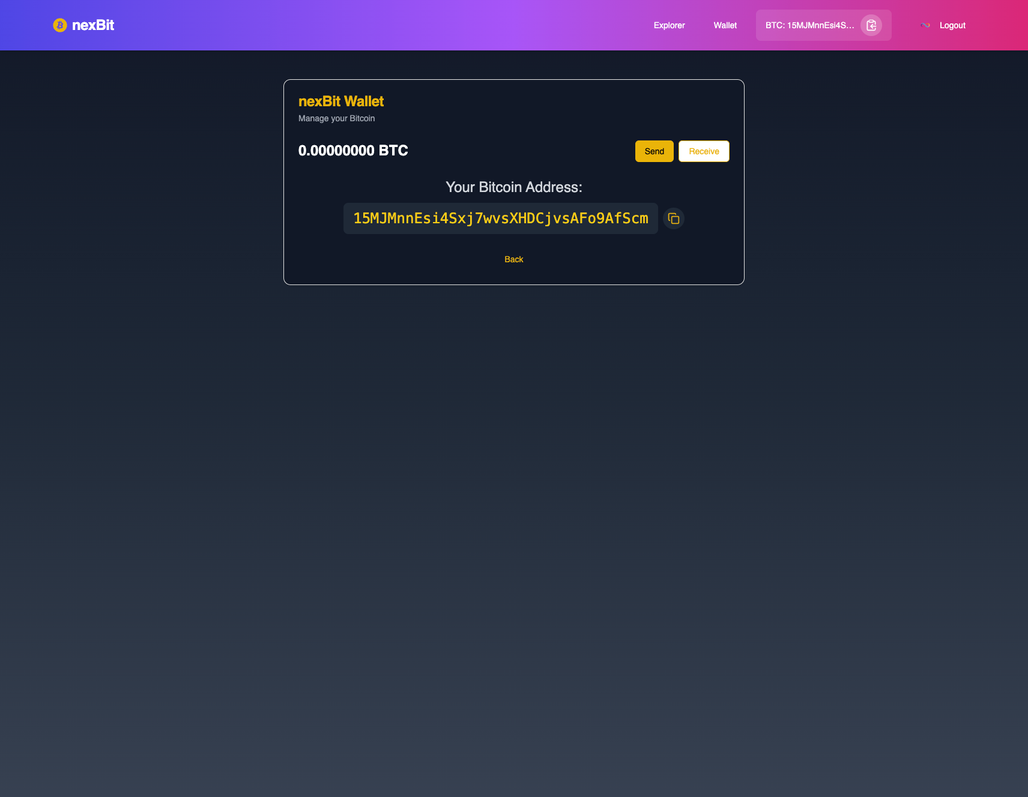 nexBit
Explorer
Wallet
BTC: 15MJMnnEsi4S...
Logout
nexBit Wallet
Manage your Bitcoin
0.00000000 BTC
Send
Receive
Your Bitcoin Address:
15MJMnnEsi4Sxj7wvsXHDCjvsAFo9AfScm
Back